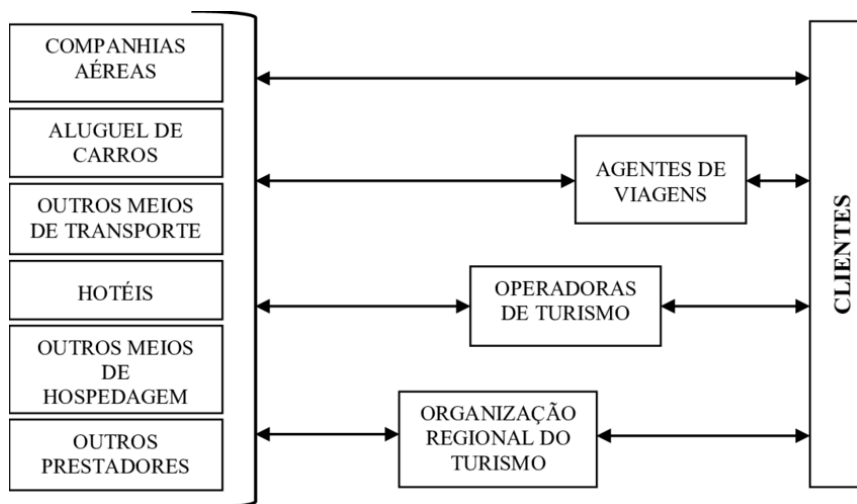 COMPANHIAS
AÉREAS
ALUGUEL DE
CARROS
OUTROS MEIOS
DE TRANSPORTE
HOTÉIS
OUTROS MEIOS
DE
HOSPEDAGEM
OUTROS
PRESTADORES
AGENTES DE
VIAGENS
OPERADORAS
DE TURISMO
ORGANIZAÇÃO
REGIONAL DO
TURISMO
CLIENTES